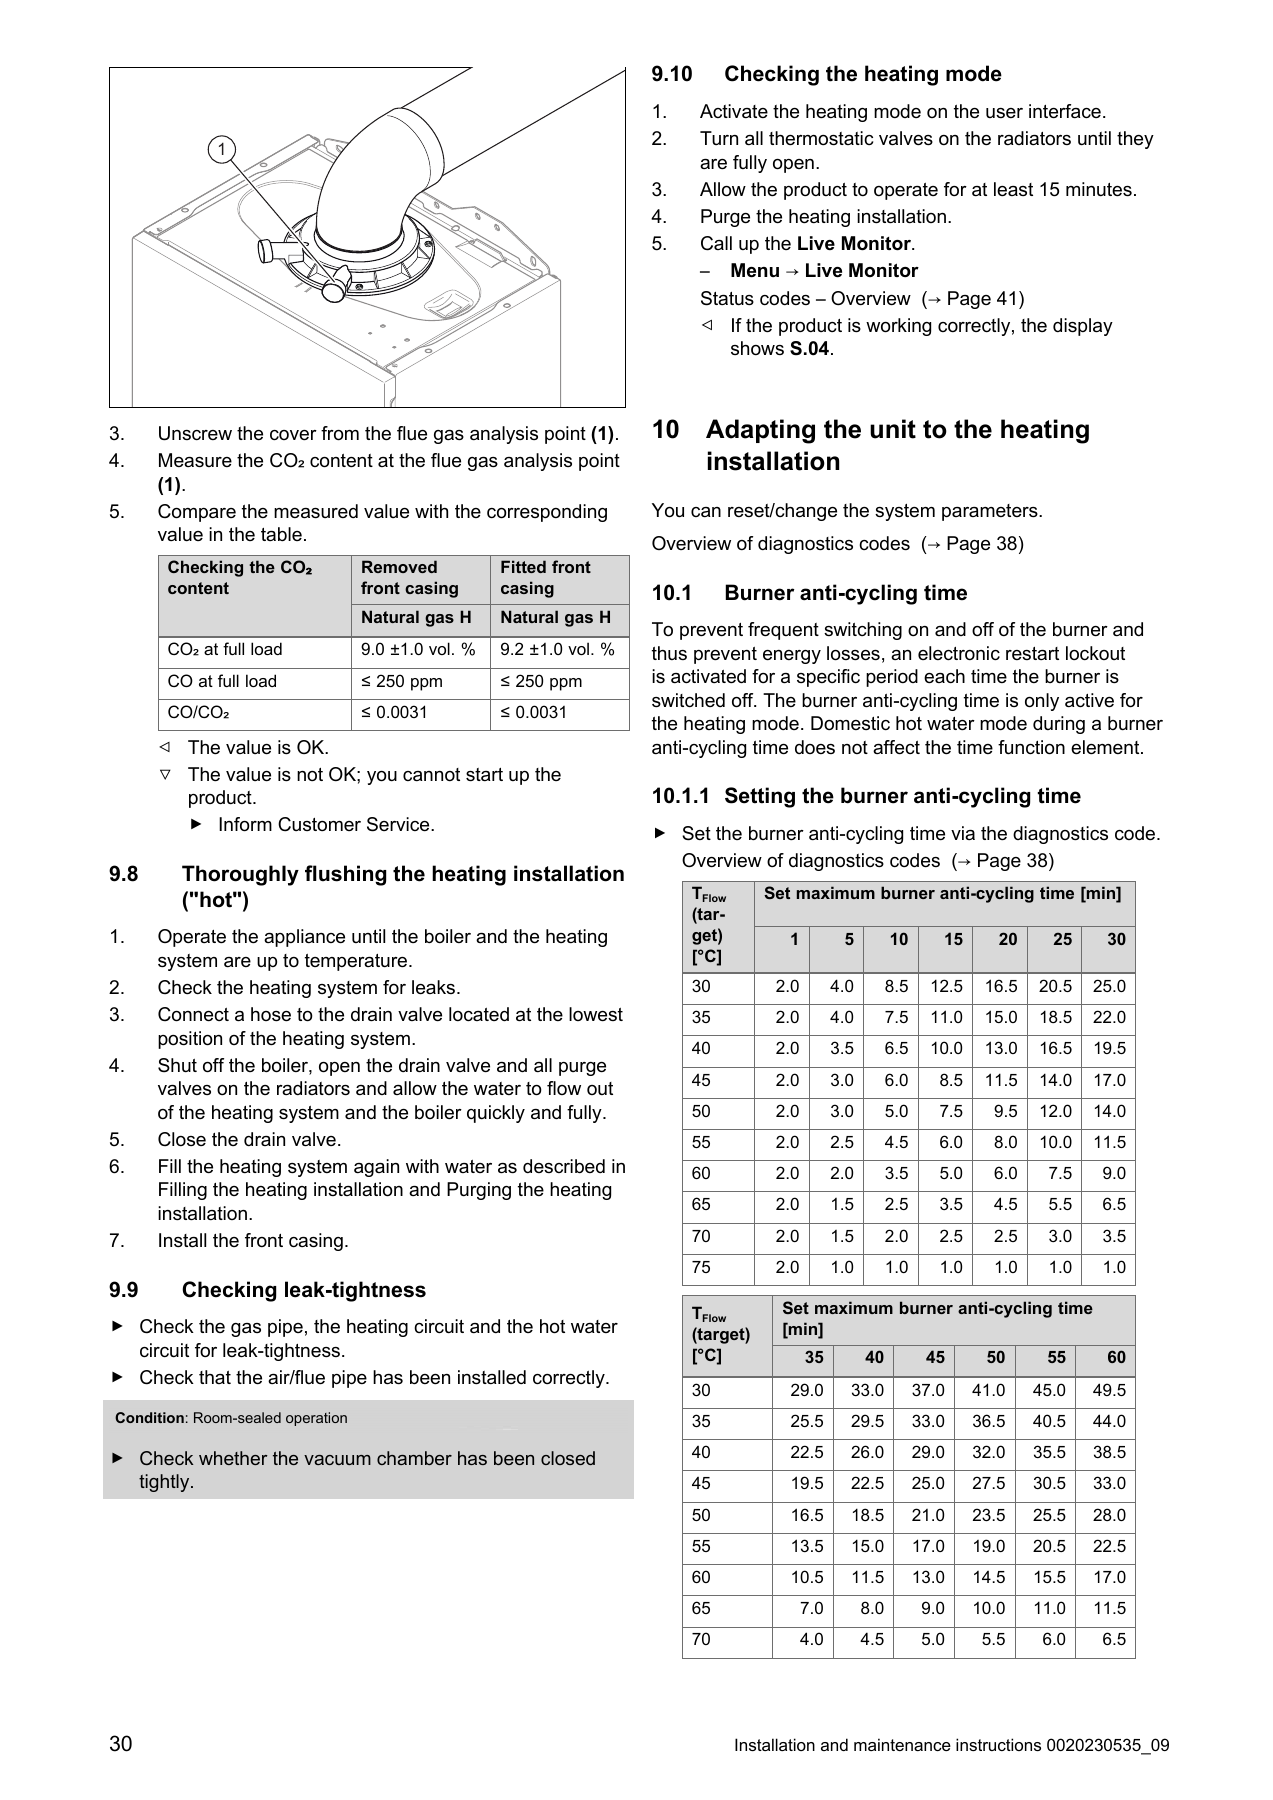 1
3. Unscrew the cover from the flue gas analysis point (1).
4. Measure the CO₂ content at the flue gas analysis point
(1).
5. Compare the measured value with the corresponding
value in the table.
Checking the CO₂ content | Removed front casing | Fitted front casing
Natural gas H | Natural gas H
CO₂ at full load | 9.0 ±1.0 vol. % | 9.2 ±1.0 vol. %
CO at full load | ≤ 250 ppm | ≤ 250 ppm
CO/CO₂ | ≤ 0.0031 | ≤ 0.0031
◁ The value is OK.
▽ The value is not OK; you cannot start up the
product.
► Inform Customer Service.
9.8 Thoroughly flushing the heating installation
("hot")
1. Operate the appliance until the boiler and the heating
system are up to temperature.
2. Check the heating system for leaks.
3. Connect a hose to the drain valve located at the lowest
position of the heating system.
4. Shut off the boiler, open the drain valve and all purge
valves on the radiators and allow the water to flow out
of the heating system and the boiler quickly and fully.
5. Close the drain valve.
6. Fill the heating system again with water as described in
Filling the heating installation and Purging the heating
installation.
7. Install the front casing.
9.9 Checking leak-tightness
► Check the gas pipe, the heating circuit and the hot water
circuit for leak-tightness.
► Check that the air/flue pipe has been installed correctly.
Condition: Room-sealed operation
► Check whether the vacuum chamber has been closed
tightly.
9.10 Checking the heating mode
1. Activate the heating mode on the user interface.
2. Turn all thermostatic valves on the radiators until they
are fully open.
3. Allow the product to operate for at least 15 minutes.
4. Purge the heating installation.
5. Call up the Live Monitor.
– Menu → Live Monitor
Status codes – Overview (→ Page 41)
◁ If the product is working correctly, the display
shows S.04.
10 Adapting the unit to the heating
installation
You can reset/change the system parameters.
Overview of diagnostics codes (→ Page 38)
10.1 Burner anti-cycling time
To prevent frequent switching on and off of the burner and
thus prevent energy losses, an electronic restart lockout
is activated for a specific period each time the burner is
switched off. The burner anti-cycling time is only active for
the heating mode. Domestic hot water mode during a burner
anti-cycling time does not affect the time function element.
10.1.1 Setting the burner anti-cycling time
► Set the burner anti-cycling time via the diagnostics code.
Overview of diagnostics codes (→ Page 38)
TFlow (tar-get) [°C] | Set maximum burner anti-cycling time [min]
1 | 5 | 10 | 15 | 20 | 25 | 30
30 | 2.0 | 4.0 | 8.5 | 12.5 | 16.5 | 20.5 | 25.0
35 | 2.0 | 4.0 | 7.5 | 11.0 | 15.0 | 18.5 | 22.0
40 | 2.0 | 3.5 | 6.5 | 10.0 | 13.0 | 16.5 | 19.5
45 | 2.0 | 3.0 | 6.0 | 8.5 | 11.5 | 14.0 | 17.0
50 | 2.0 | 3.0 | 5.0 | 7.5 | 9.5 | 12.0 | 14.0
55 | 2.0 | 2.5 | 4.5 | 6.0 | 8.0 | 10.0 | 11.5
60 | 2.0 | 2.0 | 3.5 | 5.0 | 6.0 | 7.5 | 9.0
65 | 2.0 | 1.5 | 2.5 | 3.5 | 4.5 | 5.5 | 6.5
70 | 2.0 | 1.5 | 2.0 | 2.5 | 2.5 | 3.0 | 3.5
75 | 2.0 | 1.0 | 1.0 | 1.0 | 1.0 | 1.0 | 1.0
TFlow (target) [°C] | Set maximum burner anti-cycling time [min]
35 | 40 | 45 | 50 | 55 | 60
30 | 29.0 | 33.0 | 37.0 | 41.0 | 45.0 | 49.5
35 | 25.5 | 29.5 | 33.0 | 36.5 | 40.5 | 44.0
40 | 22.5 | 26.0 | 29.0 | 32.0 | 35.5 | 38.5
45 | 19.5 | 22.5 | 25.0 | 27.5 | 30.5 | 33.0
50 | 16.5 | 18.5 | 21.0 | 23.5 | 25.5 | 28.0
55 | 13.5 | 15.0 | 17.0 | 19.0 | 20.5 | 22.5
60 | 10.5 | 11.5 | 13.0 | 14.5 | 15.5 | 17.0
65 | 7.0 | 8.0 | 9.0 | 10.0 | 11.0 | 11.5
70 | 4.0 | 4.5 | 5.0 | 5.5 | 6.0 | 6.5
30
Installation and maintenance instructions 0020230535_09